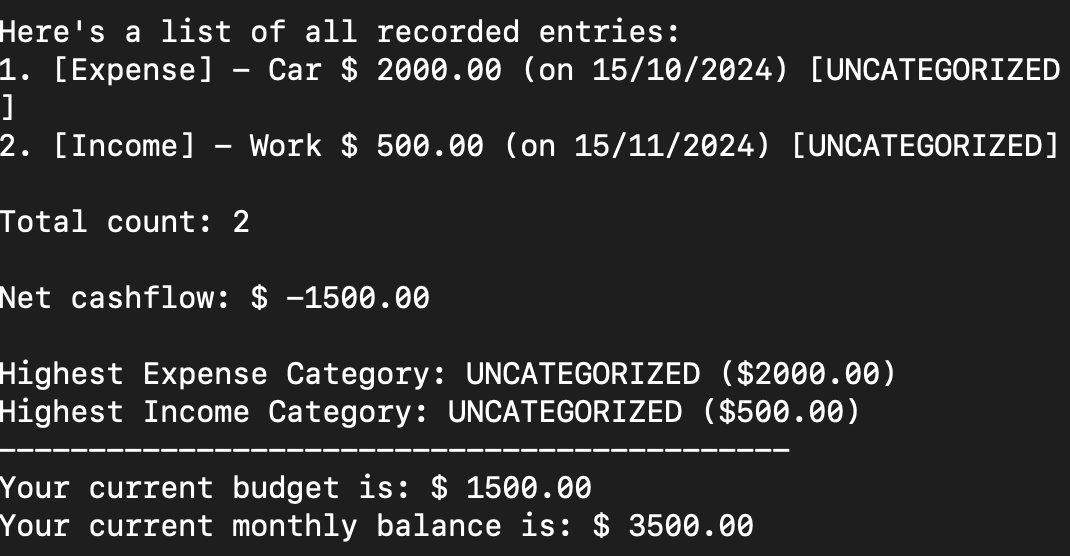 Here's a list of all recorded entries:
1. [Expense] – Car $ 2000.00 (on 15/10/2024) [UNCATEGORIZED
]
2. [Income] – Work $ 500.00 (on 15/11/2024) [UNCATEGORIZED]
Total count: 2
Net cashflow: $ -1500.00
Highest Expense Category: UNCATEGORIZED ($2000.00)
Highest Income Category: UNCATEGORIZED ($500.00)
--------------------------------------------
Your current budget is: $ 1500.00
Your current monthly balance is: $ 3500.00